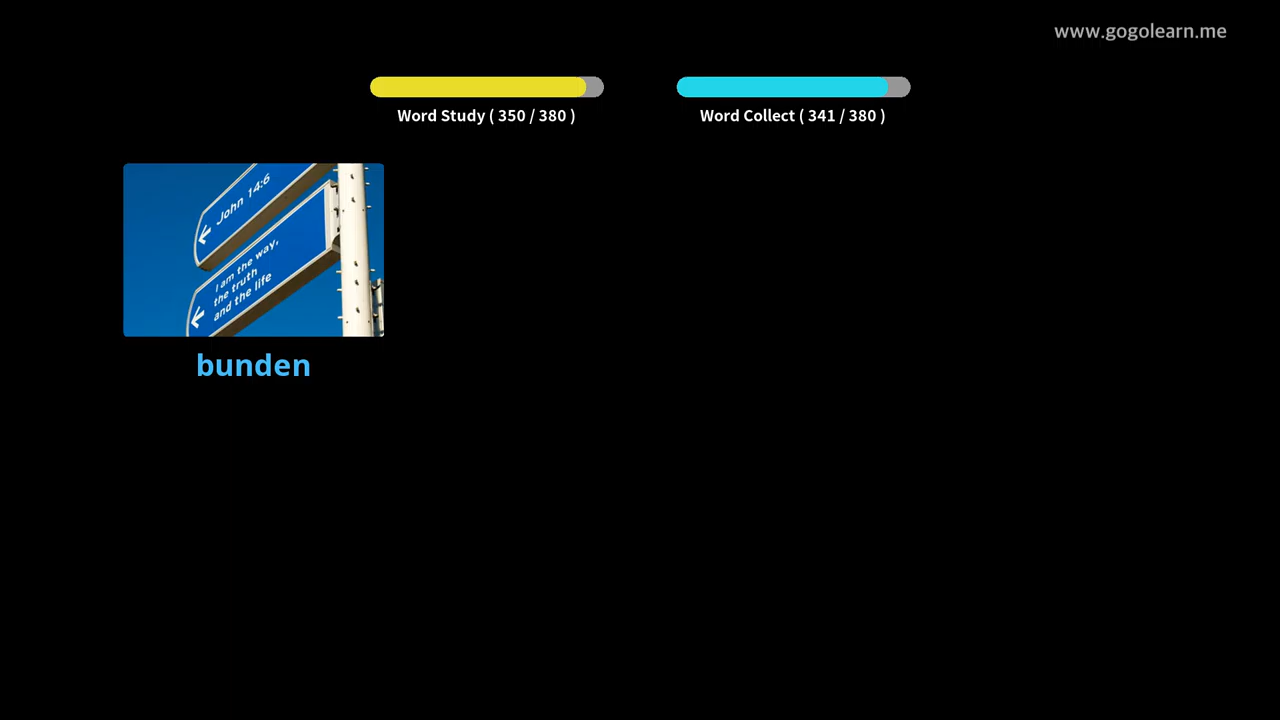 www.gogolearn.me
Word Study ( 350 / 380 )
Word Collect ( 341 / 380 )
John 14:6
I am the way,
the truth
and the life
bunden